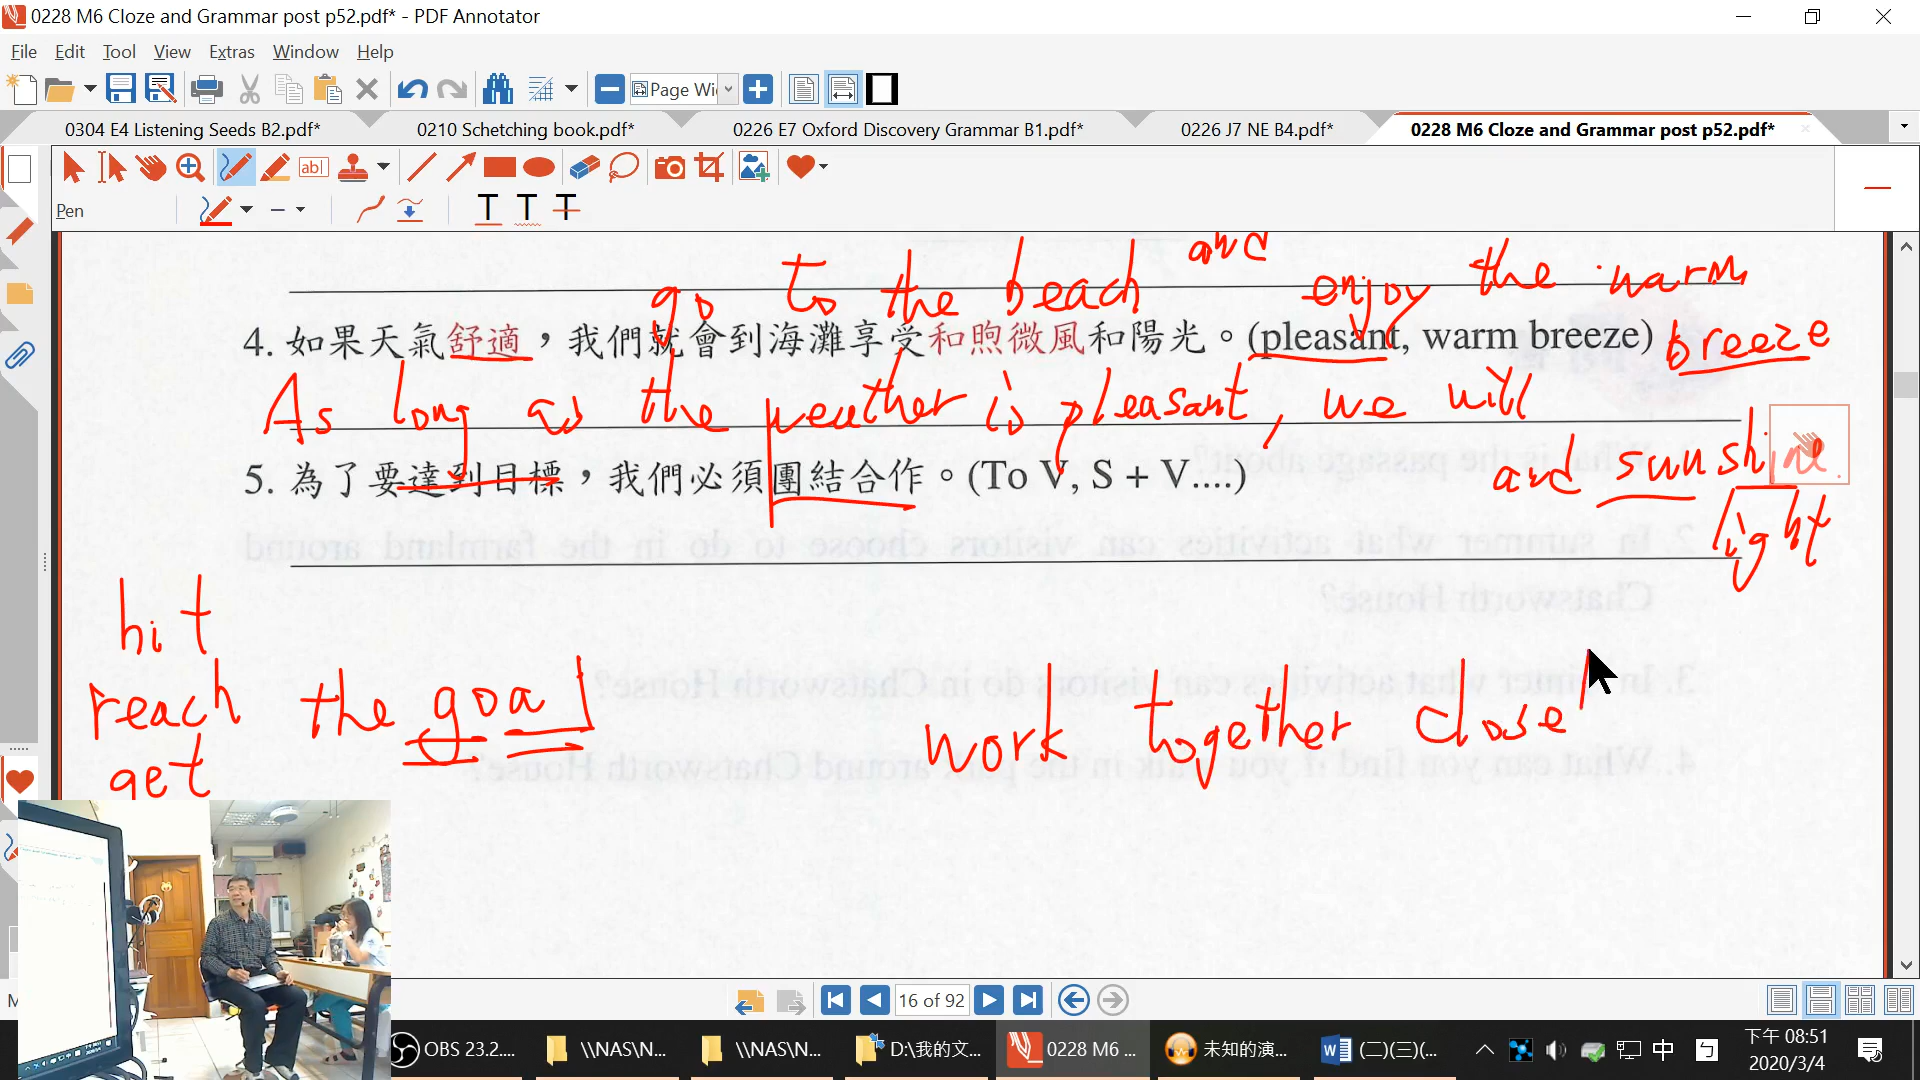 0228 M6 Cloze and Grammar post p52.pdf* - PDF Annotator
File Edit Tool View Extras Window Help
Page Wi
0304 E4 Listening Seeds B2.pdf*
0210 Schetching book.pdf*
0226 E7 Oxford Discovery Grammar B1.pdf*
0226 J7 NE B4.pdf*
0228 M6 Cloze and Grammar post p52.pdf*
Pen
go to the beach and enjoy the warm
4. 如果天氣舒適，我們就會到海灘享受和煦微風和陽光。(pleasant, warm breeze) breeze
As long as the weather is pleasant, we will
and sunshine.
5. 為了要達到目標，我們必須團結合作。(To V, S + V....)
light
hit
reach the goal
get
work together closel
16 of 92
OBS 23.2....
\\NAS\N...
\\NAS\N...
D:\我的文...
0228 M6 ...
未知的演...
(二)(三)(...
中
ㄅ
下午 08:51
2020/3/4